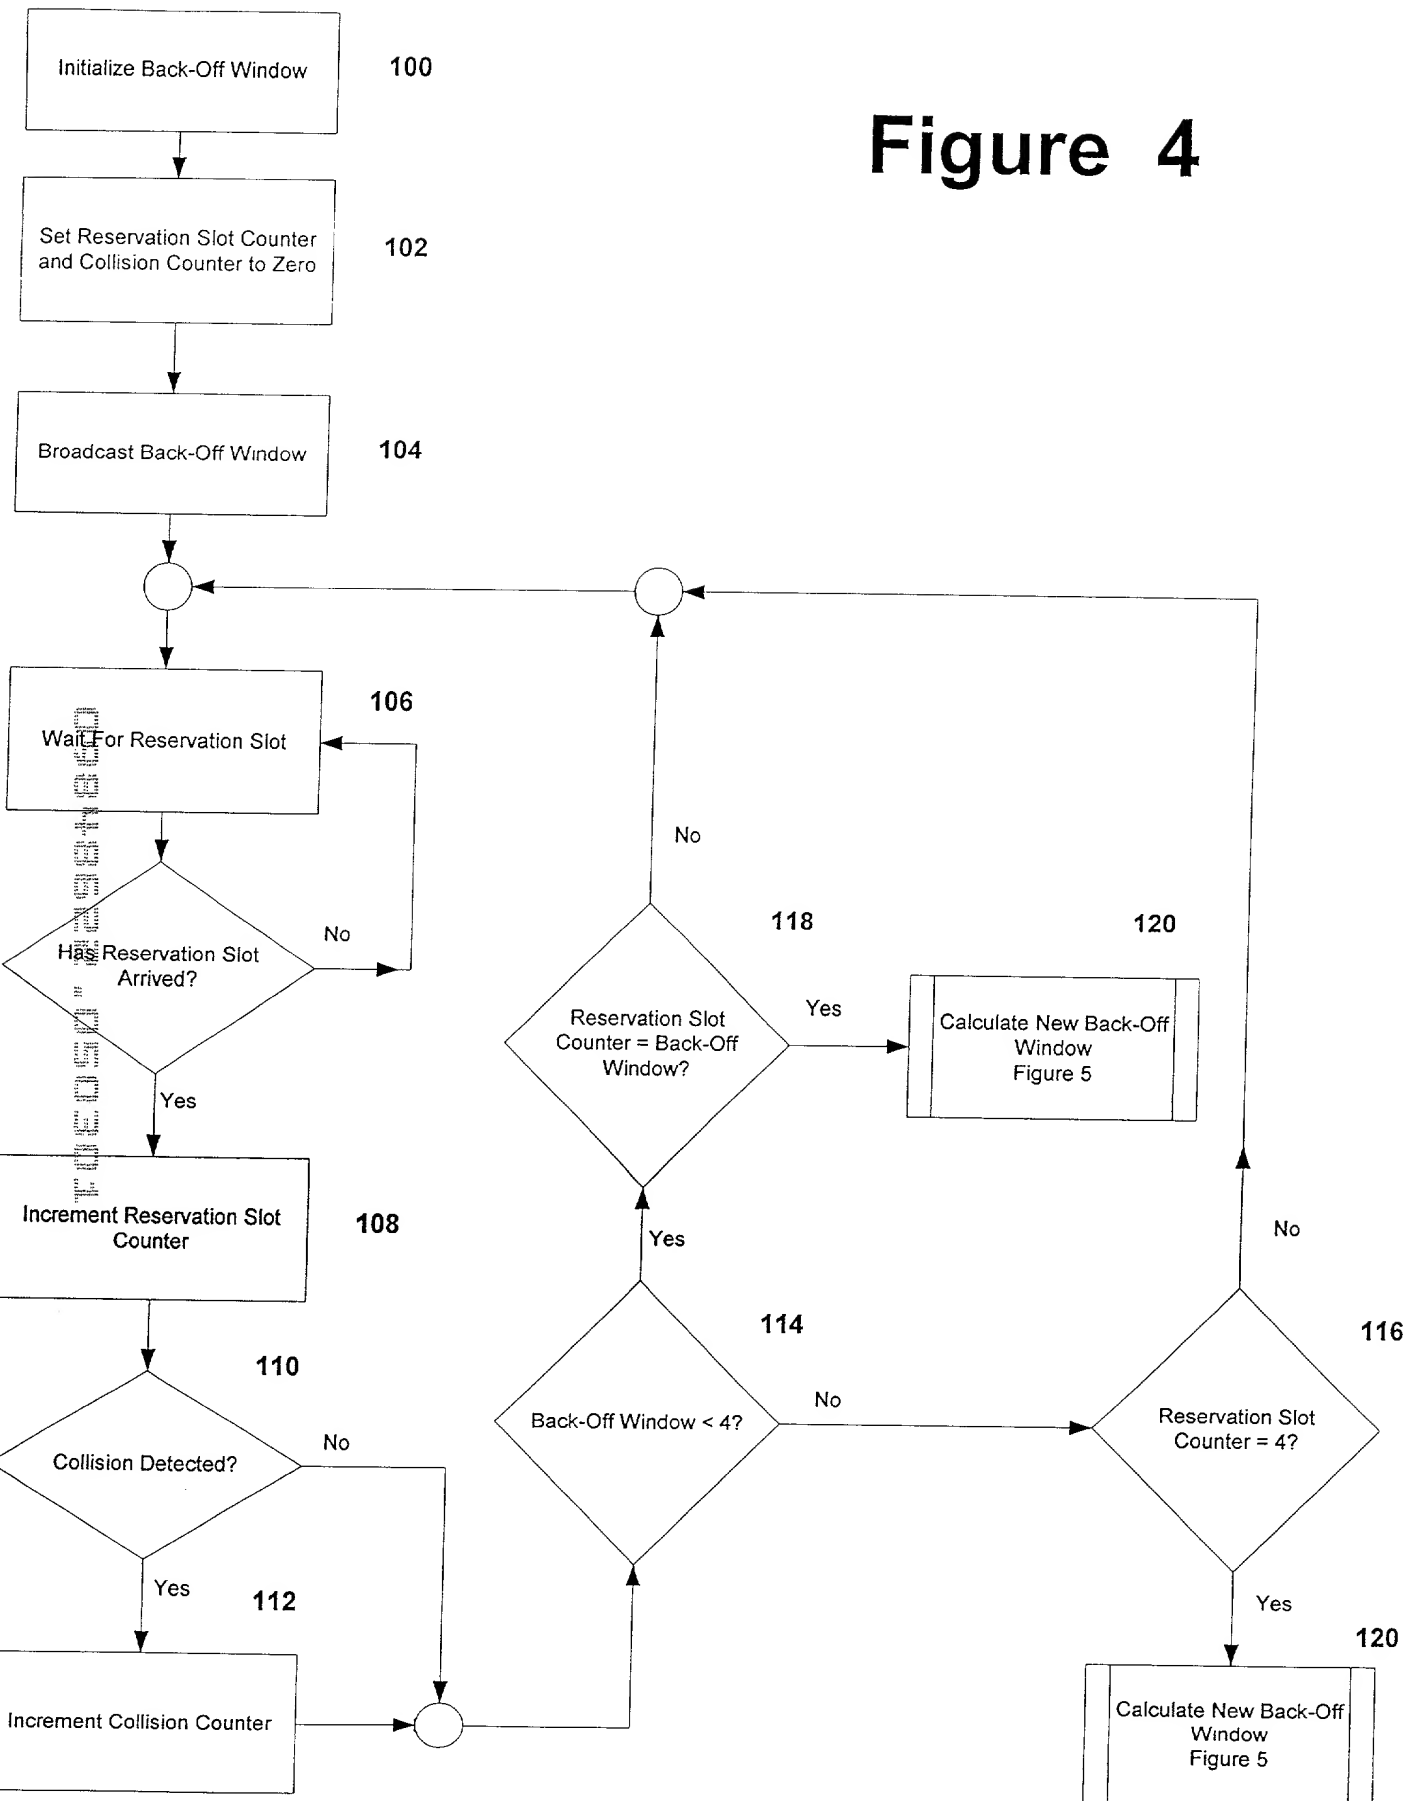 Figure 4
Initialize Back-Off Window
100
Set Reservation Slot Counter
and Collision Counter to Zero
102
Broadcast Back-Off Window
104
Wait For Reservation Slot
106
Has Reservation Slot
Arrived?
No
Yes
Increment Reservation Slot
Counter
108
110
Collision Detected?
No
Yes
112
Increment Collision Counter
No
118
Reservation Slot
Counter = Back-Off
Window?
Yes
120
Calculate New Back-Off
Window
Figure 5
Yes
114
Back-Off Window < 4?
No
No
116
Reservation Slot
Counter = 4?
Yes
120
Calculate New Back-Off
Window
Figure 5